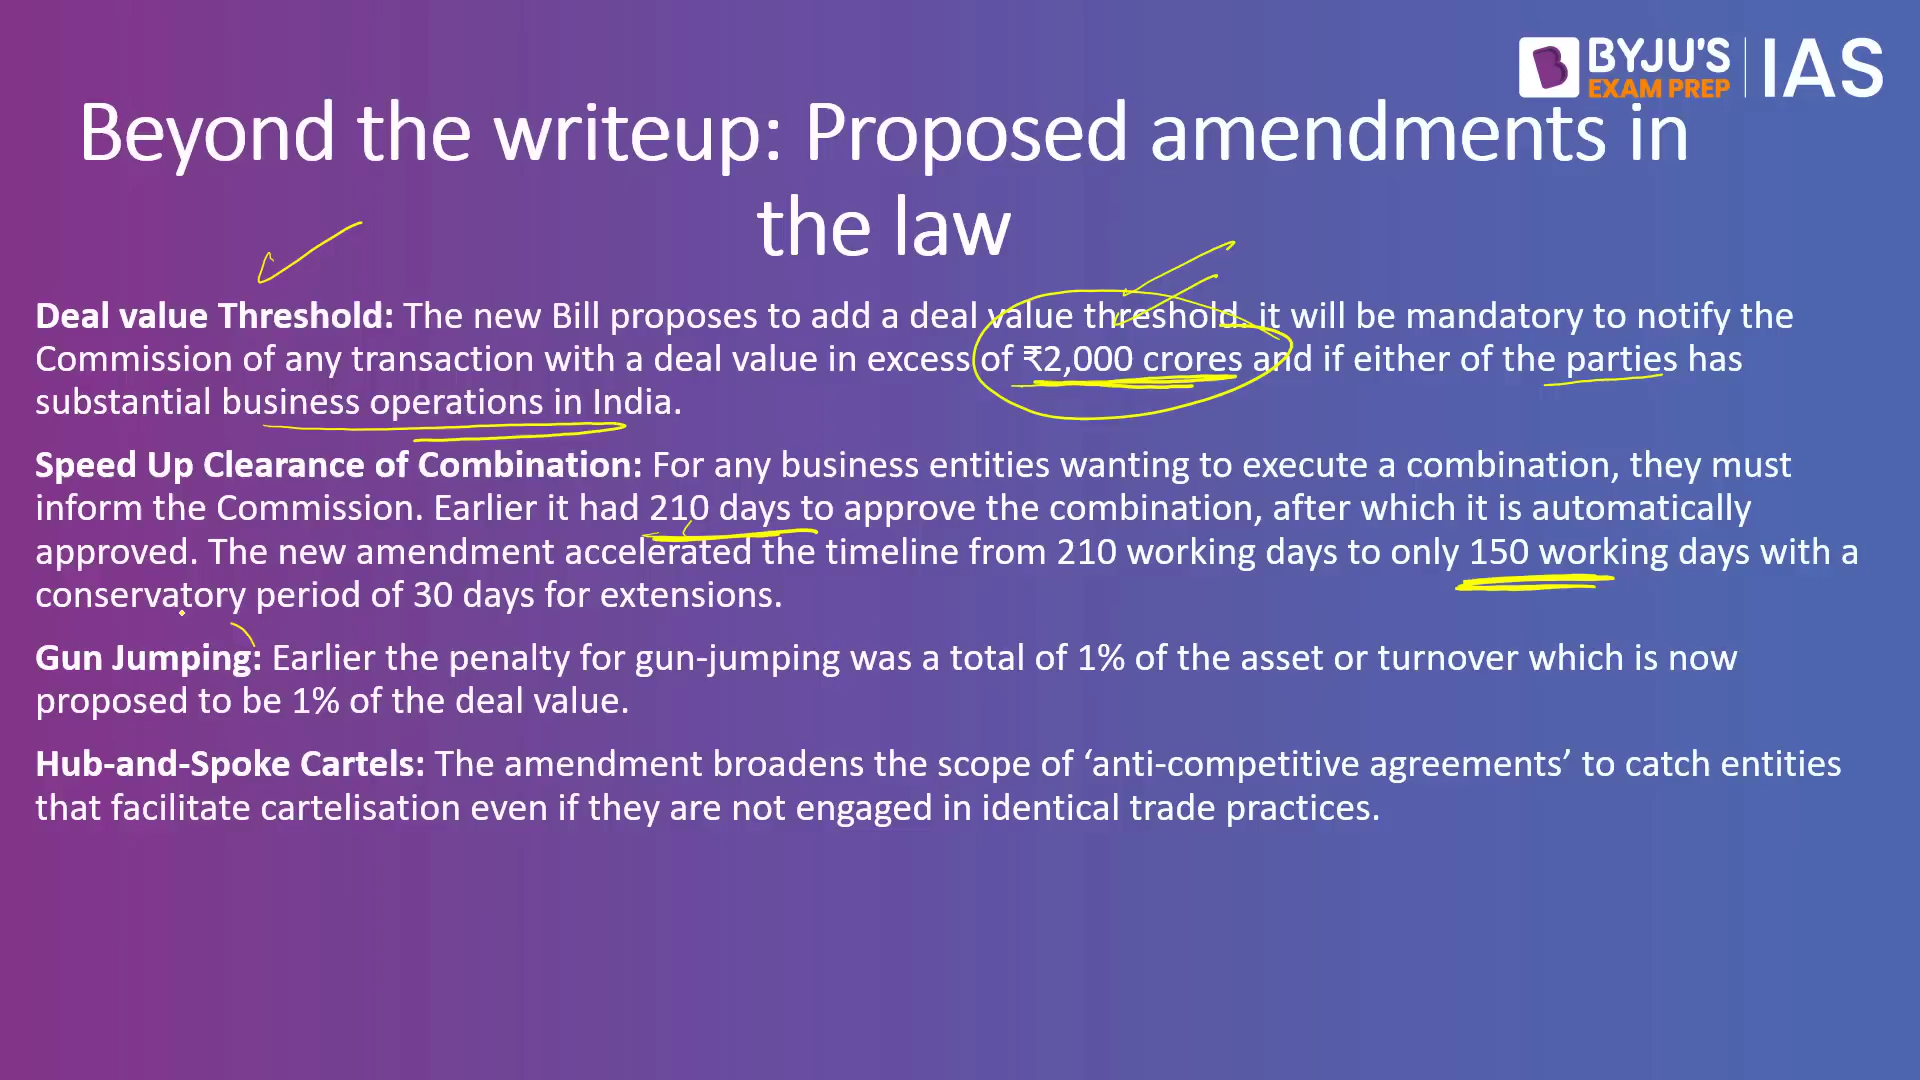 BYJU'S
EXAM PREP
IAS
Beyond the writeup: Proposed amendments in
the law
Deal value Threshold: The new Bill proposes to add a deal value threshold. it will be mandatory to notify the
Commission of any transaction with a deal value in excess of ₹2,000 crores and if either of the parties has
substantial business operations in India.
Speed Up Clearance of Combination: For any business entities wanting to execute a combination, they must
inform the Commission. Earlier it had 210 days to approve the combination, after which it is automatically
approved. The new amendment accelerated the timeline from 210 working days to only 150 working days with a
conservatory period of 30 days for extensions.
Gun Jumping: Earlier the penalty for gun-jumping was a total of 1% of the asset or turnover which is now
proposed to be 1% of the deal value.
Hub-and-Spoke Cartels: The amendment broadens the scope of ‘anti-competitive agreements’ to catch entities
that facilitate cartelisation even if they are not engaged in identical trade practices.